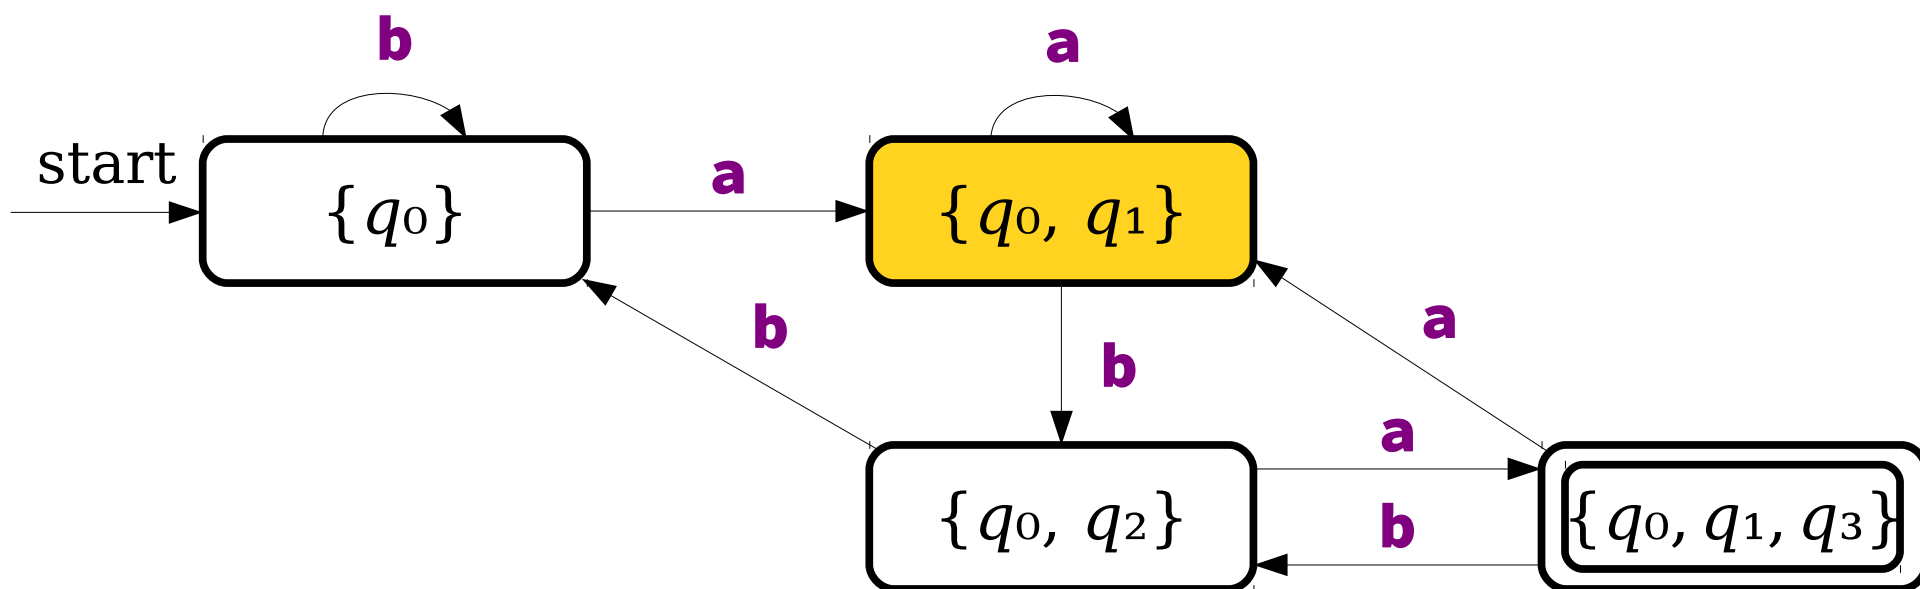 b
a
start
a
{q₀}
{q₀, q₁}
b
a
b
a
{q₀, q₂}
b
{q₀, q₁, q₃}